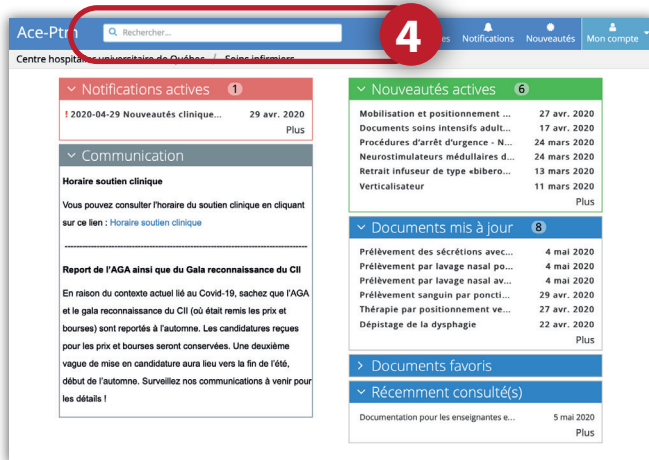 Ace-Ptm
Rechercher...
4
es
Notifications
Nouveautés
Mon compte
Centre hospitalier universitaire de Québec / Soins infirmiers
Notifications actives 1
! 2020-04-29 Nouveautés clinique... 29 avr. 2020
Plus
Communication
Horaire soutien clinique
Vous pouvez consulter l'horaire du soutien clinique en cliquant
sur ce lien : Horaire soutien clinique
Report de l'AGA ainsi que du Gala reconnaissance du CII
En raison du contexte actuel lié au Covid-19, sachez que l'AGA
et le gala reconnaissance du CII (où était remis les prix et
bourses) sont reportés à l'automne. Les candidatures reçues
pour les prix et bourses seront conservées. Une deuxième
vague de mise en candidature aura lieu vers la fin de l'été,
début de l'automne. Surveillez nos communications à venir pour
les détails !
Nouveautés actives 6
Mobilisation et positionnement ... 27 avr. 2020
Documents soins intensifs adult... 17 avr. 2020
Procédures d'arrêt d'urgence - N... 24 mars 2020
Neurostimulateurs médullaires d... 24 mars 2020
Retrait infuseur de type «bibero... 13 mars 2020
Verticalisateur 11 mars 2020
Plus
Documents mis à jour 8
Prélèvement des sécrétions avec... 4 mai 2020
Prélèvement par lavage nasal po... 4 mai 2020
Prélèvement par lavage nasal av... 4 mai 2020
Prélèvement sanguin par poncti... 29 avr. 2020
Thérapie par positionnement ve... 27 avr. 2020
Dépistage de la dysphagie 22 avr. 2020
Plus
Documents favoris
Récemment consulté(s)
Documentation pour les enseignantes e... 5 mai 2020
Plus